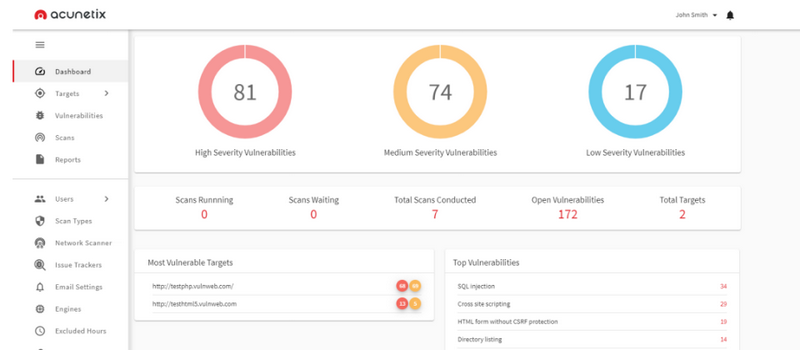 acunetix
John Smith
Dashboard
Targets
Vulnerabilities
Scans
Reports
Users
Scan Types
Network Scanner
Issue Trackers
Email Settings
Engines
Excluded Hours
81
74
17
High Severity Vulnerabilities
Medium Severity Vulnerabilities
Low Severity Vulnerabilities
Scans Runnning
Scans Waiting
Total Scans Conducted
Open Vulnerabilities
Total Targets
0
0
7
172
2
Most Vulnerable Targets
http://testphp.vulnweb.com/
http://testhtml5.vulnweb.com
13
Top Vulnerabilities
SQL injection 34
Cross site scripting 29
HTML form without CSRF protection 19
Directory listing 14